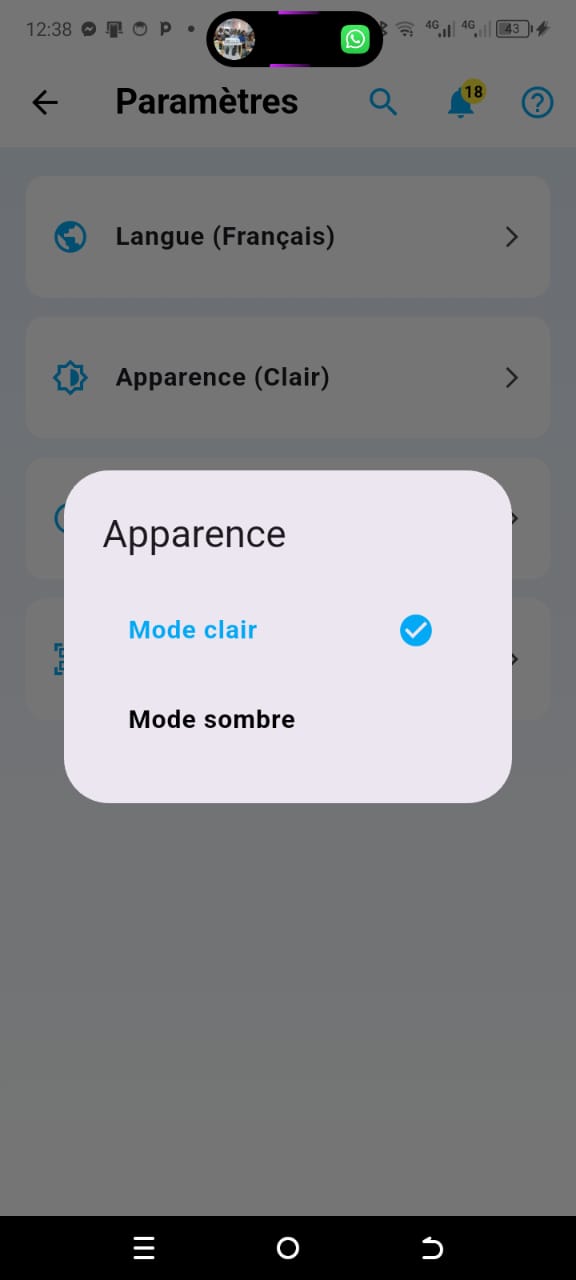 12:38
4G
4G
43
Paramètres
18
Langue (Français)
Apparence (Clair)
Apparence
Mode clair
Mode sombre